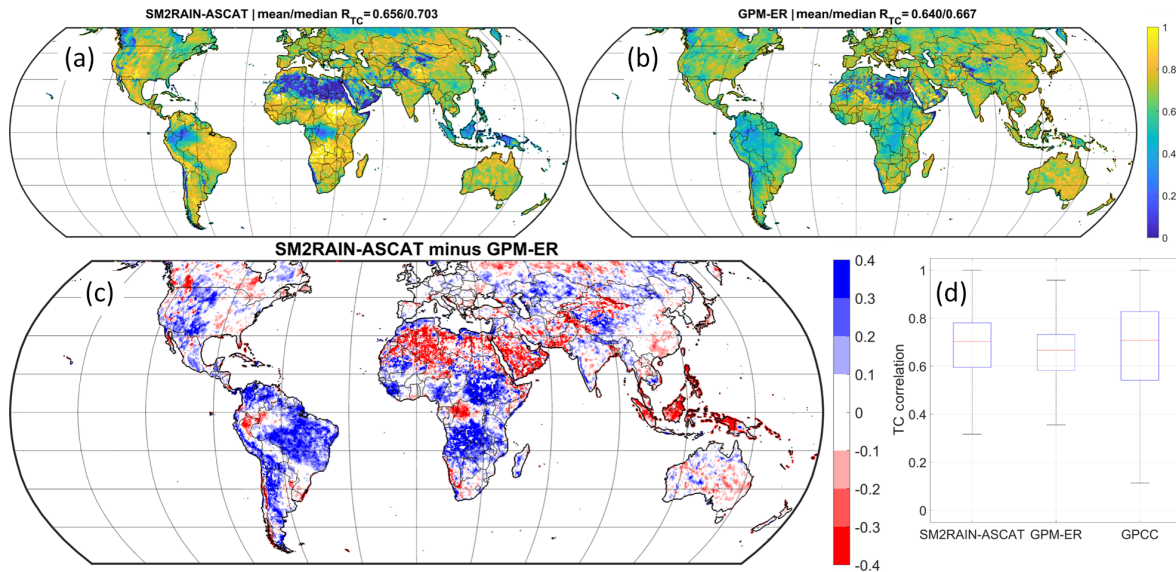 SM2RAIN-ASCAT | mean/median R_TC = 0.656/0.703
(a)
GPM-ER | mean/median R_TC = 0.640/0.667
(b)
1
0.8
0.6
0.4
0.2
0
SM2RAIN-ASCAT minus GPM-ER
(c)
0.4
0.3
0.2
0.1
0
-0.1
-0.2
-0.3
-0.4
(d)
TC correlation
1
0.8
0.6
0.4
0.2
0
SM2RAIN-ASCAT GPM-ER GPCC